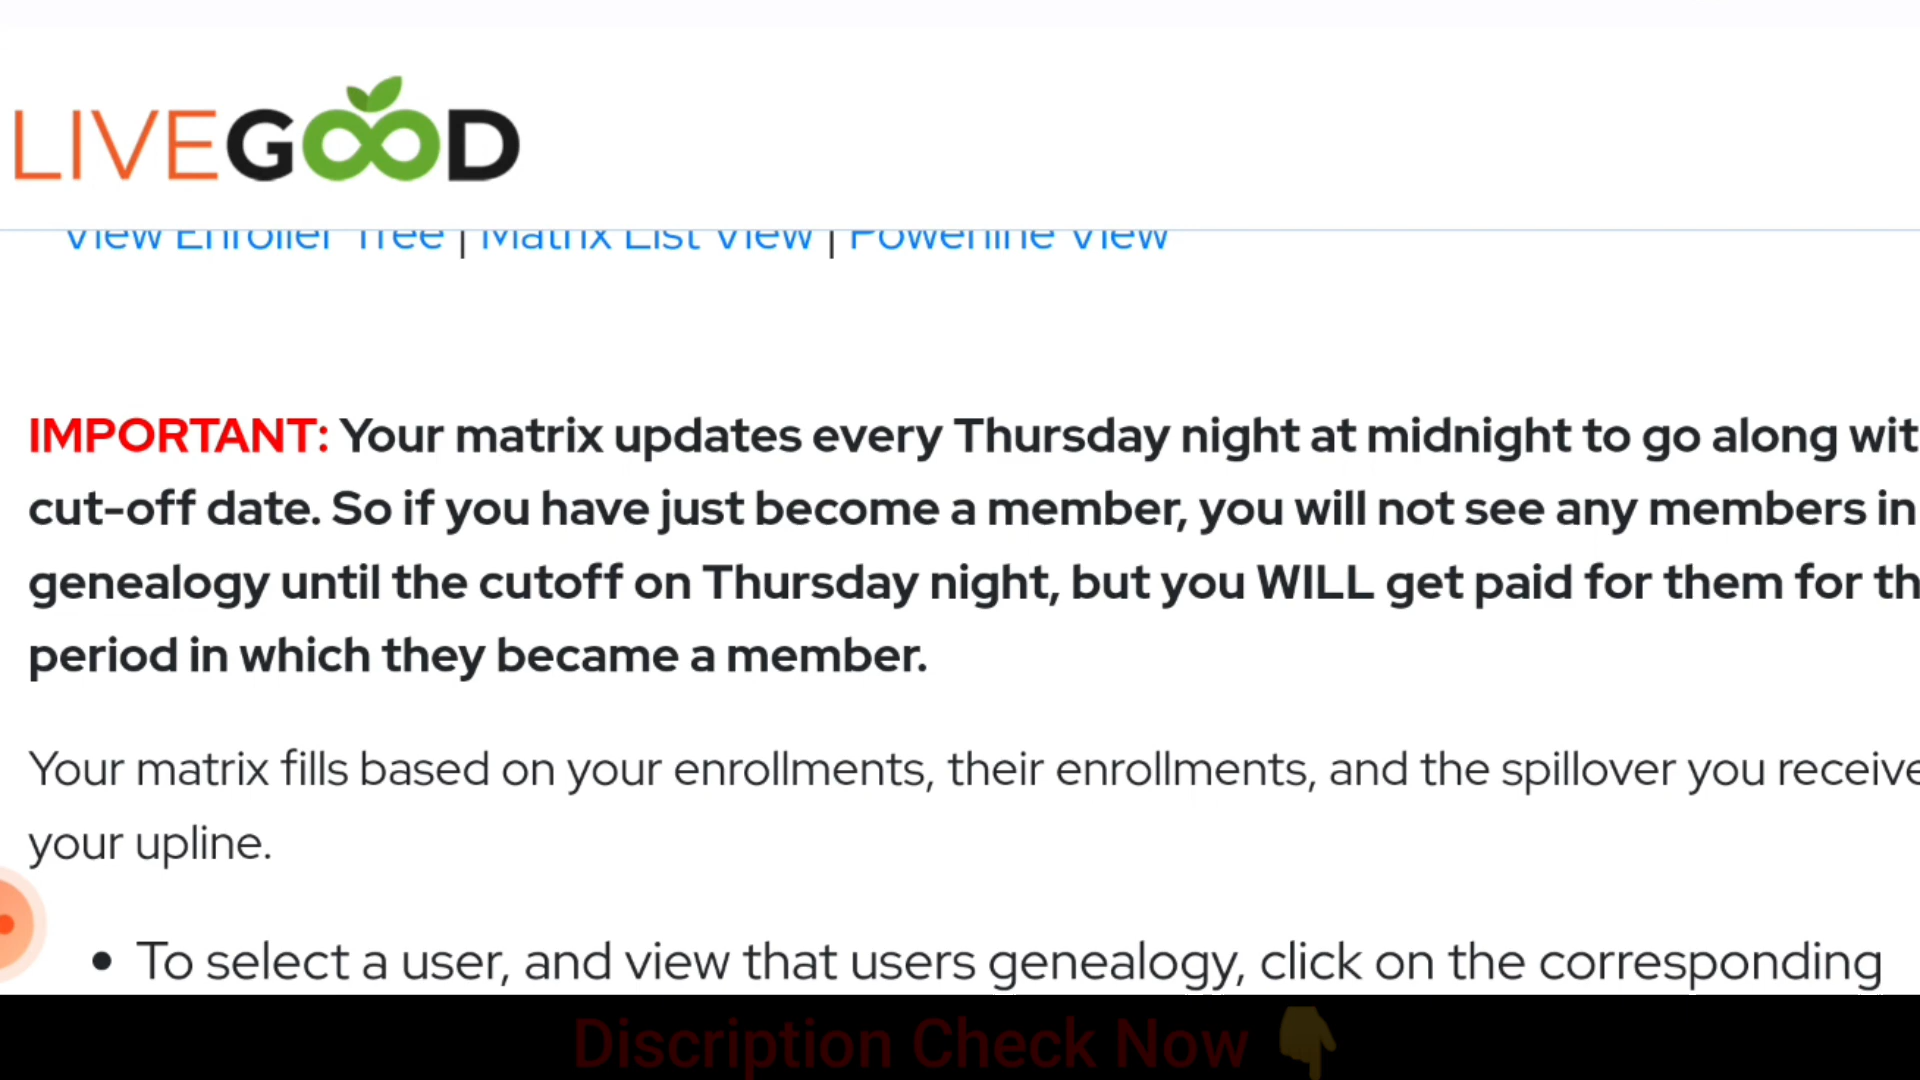 LIVEGOOD
View Enroller Tree | Matrix List View | Powerline View
IMPORTANT: Your matrix updates every Thursday night at midnight to go along wit
cut-off date. So if you have just become a member, you will not see any members in
genealogy until the cutoff on Thursday night, but you WILL get paid for them for th
period in which they became a member.
Your matrix fills based on your enrollments, their enrollments, and the spillover you receive
your upline.
• To select a user, and view that users genealogy, click on the corresponding
Discription Check Now 👇